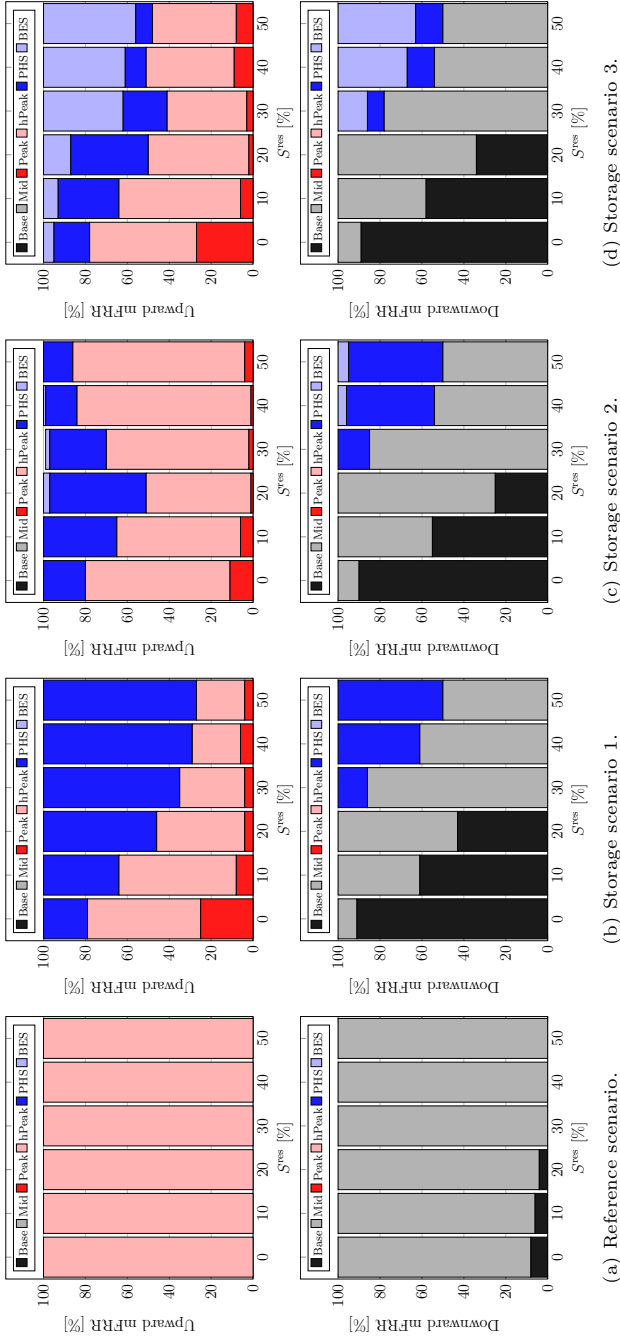 Base Mid Peak hPeak PHS BES
100
80
60
40
20
0
Upward mFRR [%]
0 10 20 30 40 50
S^res [%]
Base Mid Peak hPeak PHS BES
100
80
60
40
20
0
Downward mFRR [%]
0 10 20 30 40 50
S^res [%]
(a) Reference scenario.
Base Mid Peak hPeak PHS BES
100
80
60
40
20
0
Upward mFRR [%]
0 10 20 30 40 50
S^res [%]
Base Mid Peak hPeak PHS BES
100
80
60
40
20
0
Downward mFRR [%]
0 10 20 30 40 50
S^res [%]
(b) Storage scenario 1.
Base Mid Peak hPeak PHS BES
100
80
60
40
20
0
Upward mFRR [%]
0 10 20 30 40 50
S^res [%]
Base Mid Peak hPeak PHS BES
100
80
60
40
20
0
Downward mFRR [%]
0 10 20 30 40 50
S^res [%]
(c) Storage scenario 2.
Base Mid Peak hPeak PHS BES
100
80
60
40
20
0
Upward mFRR [%]
0 10 20 30 40 50
S^res [%]
Base Mid Peak hPeak PHS BES
100
80
60
40
20
0
Downward mFRR [%]
0 10 20 30 40 50
S^res [%]
(d) Storage scenario 3.